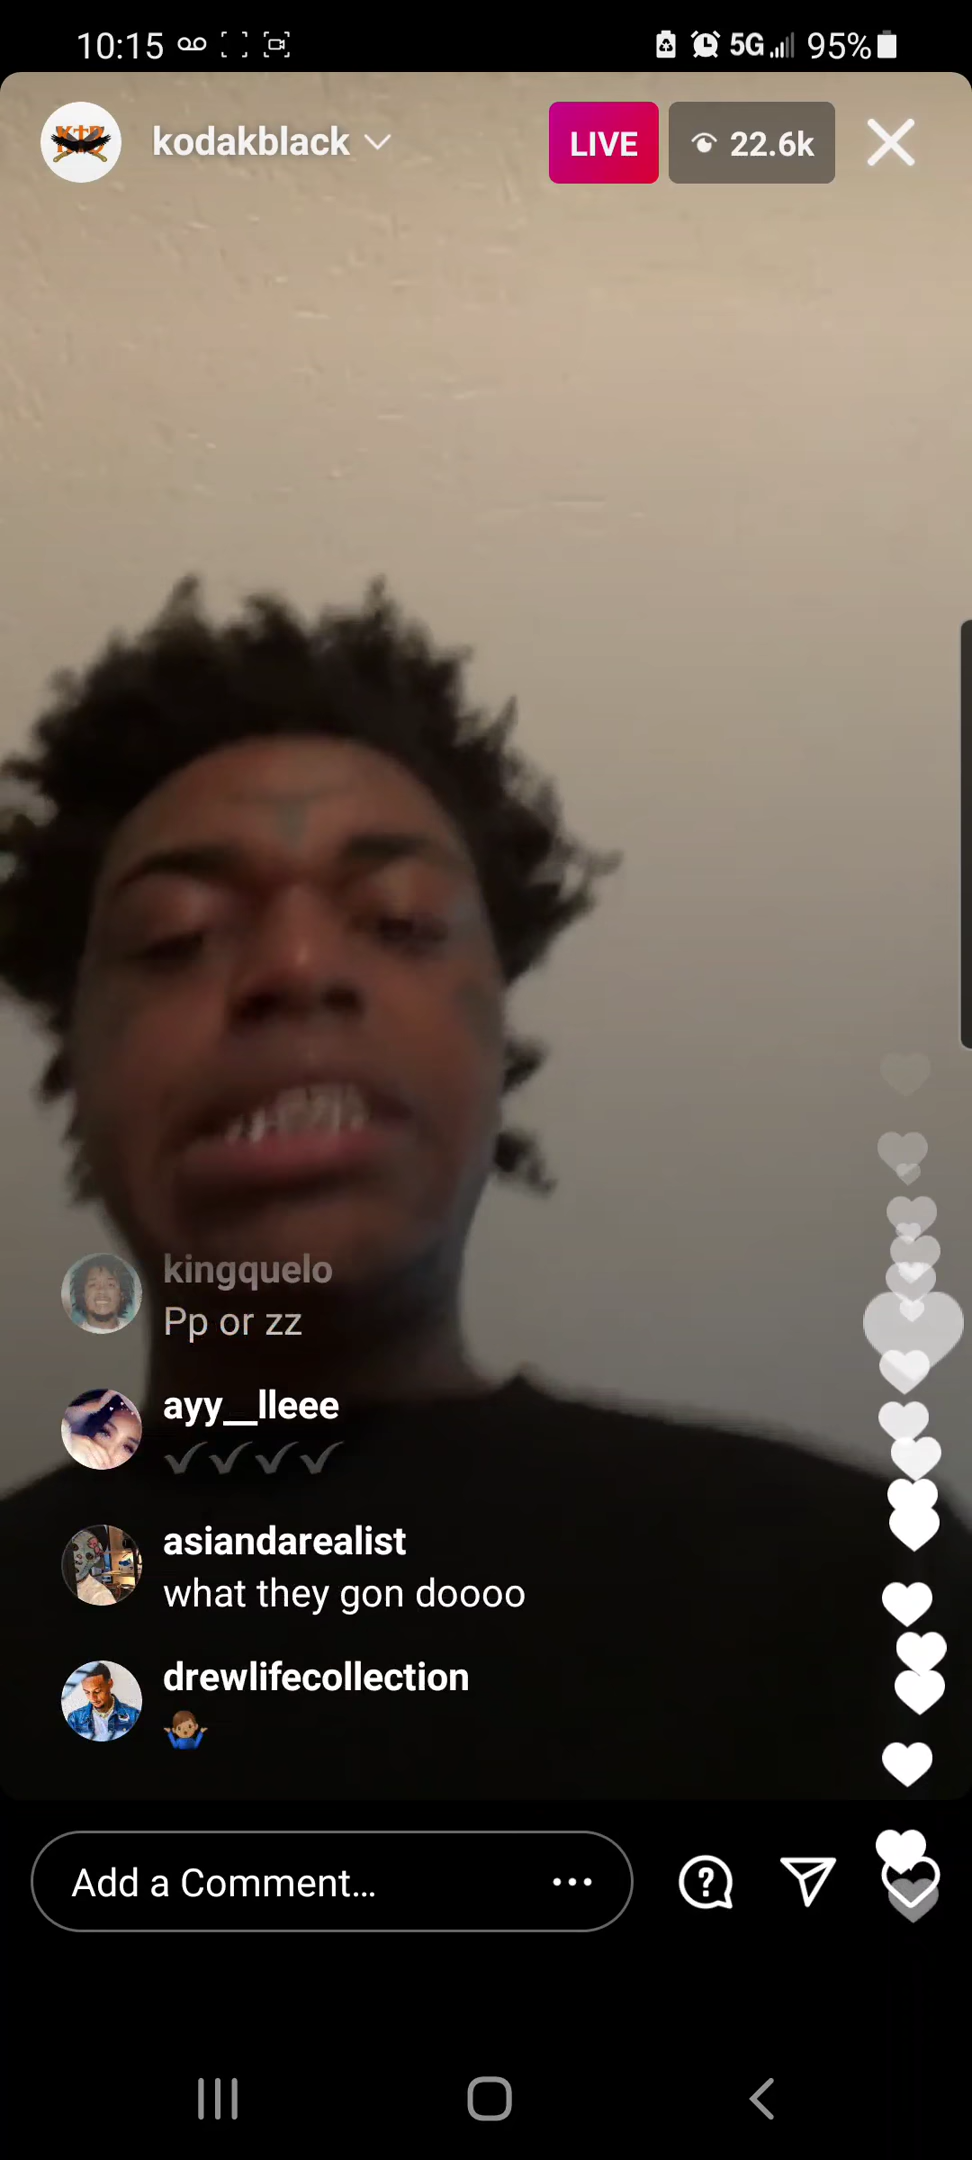 10:15
5G
95%
kodakblack
LIVE
22.6k
kingquelo
Pp or zz
ayy__lleee
asiandarealist
what they gon doooo
drewlifecollection
Add a Comment...